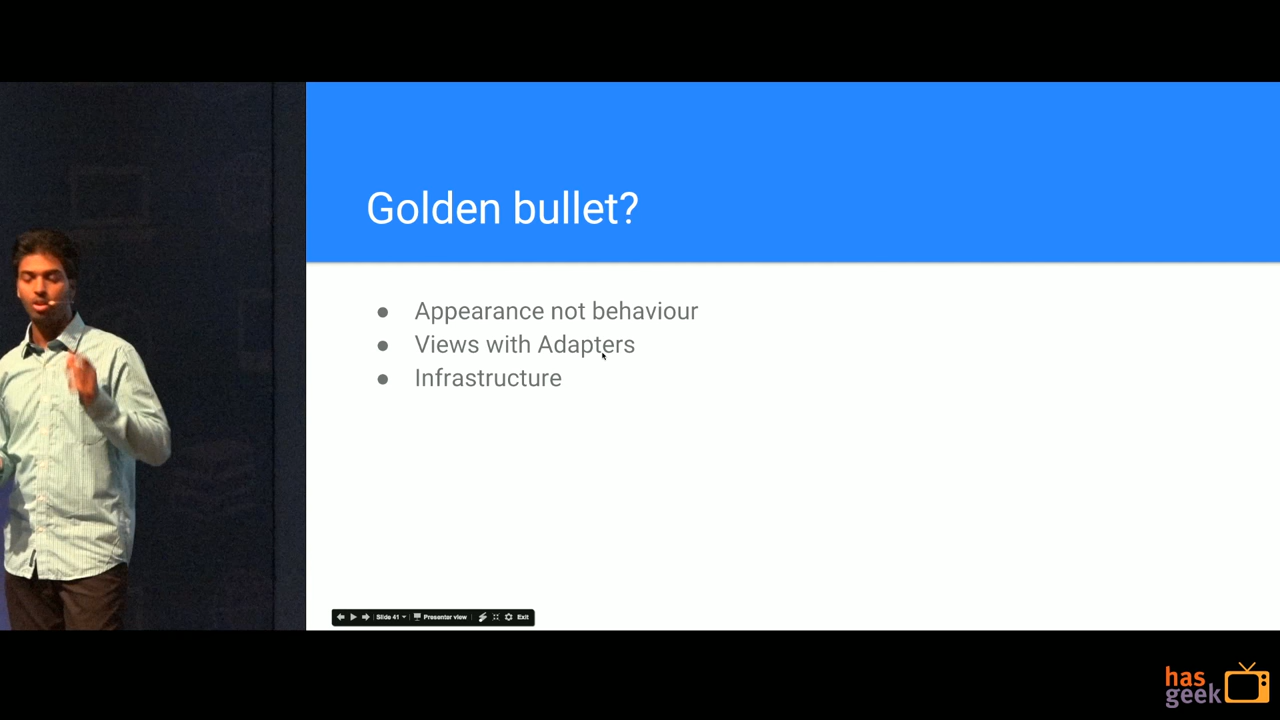 Golden bullet?
● Appearance not behaviour
● Views with Adapters
● Infrastructure
Slide 41
Presenter view
Exit
has
geek